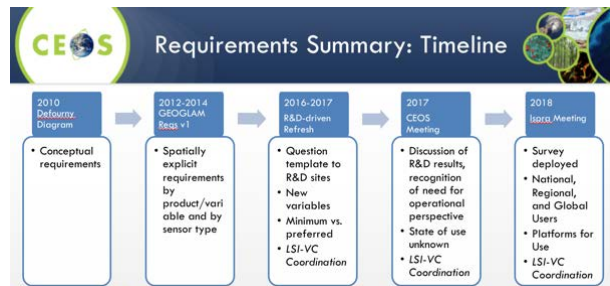 CEOS
Requirements Summary: Timeline
2010
Defourny
Diagram
• Conceptual
requirements
2012-2014
GEOGLAM
Reqs v1
• Spatially
explicit
requirements
by
product/vari
able and by
sensor type
2016-2017
R&D-driven
Refresh
• Question
template to
R&D sites
• New
variables
• Minimum vs.
preferred
• LSI-VC
Coordination
2017
CEOS
Meeting
• Discussion of
R&D results,
recognition
of need for
operational
perspective
• State of use
unknown
• LSI-VC
Coordination
2018
Ispra Meeting
• Survey
deployed
• National,
Regional,
and Global
Users
• Platforms for
Use
• LSI-VC
Coordination